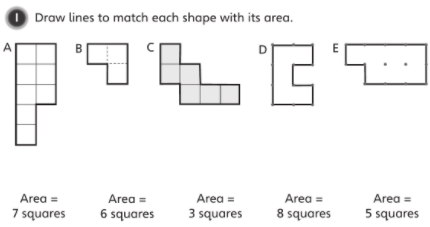 1 Draw lines to match each shape with its area.
A B C D E
Area = Area = Area = Area = Area =
7 squares 6 squares 3 squares 8 squares 5 squares